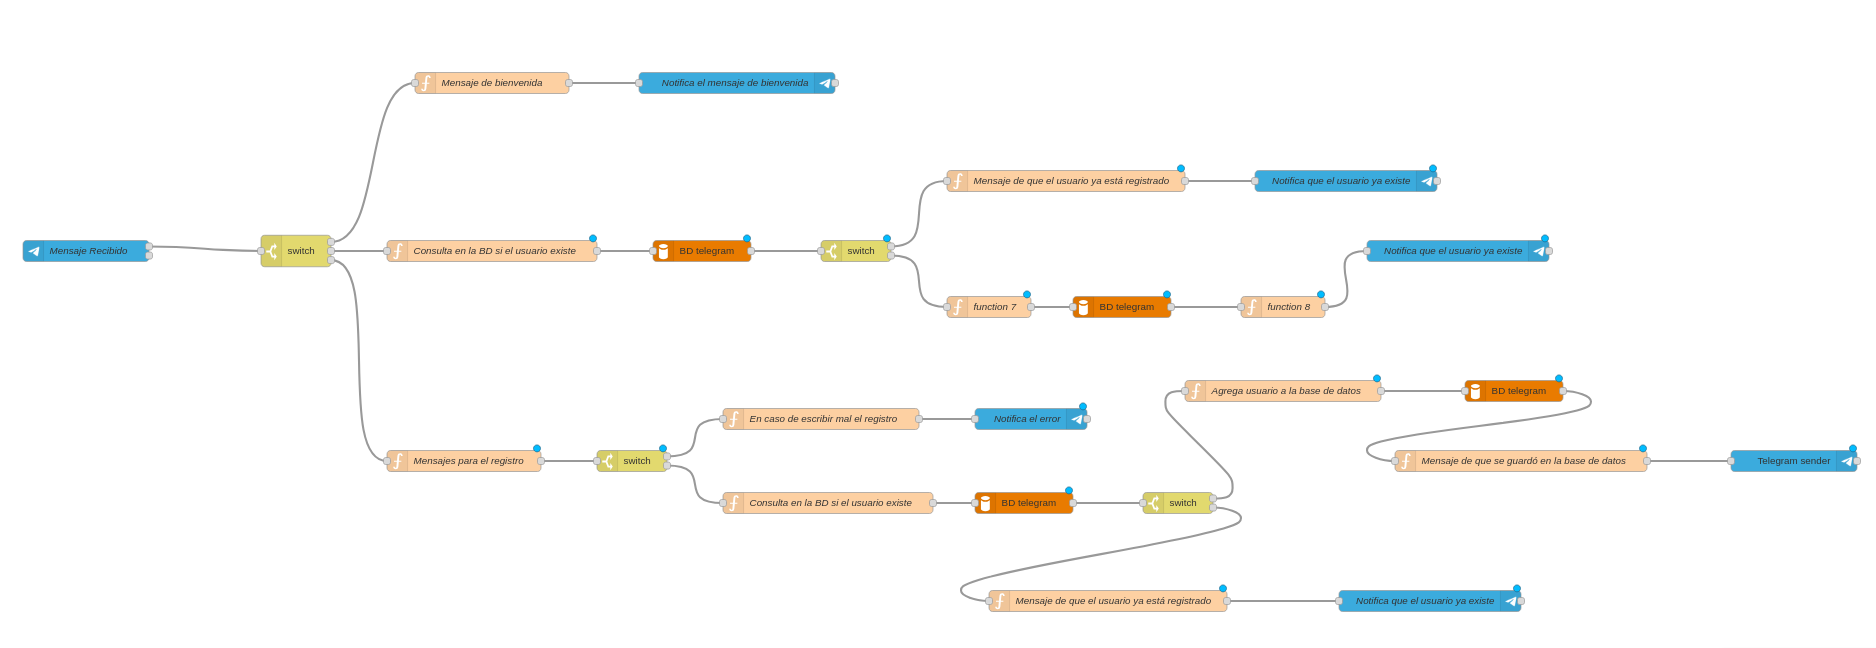 Mensaje de bienvenida
Notifica el mensaje de bienvenida
Mensaje de que el usuario ya está registrado
Notifica que el usuario ya existe
Mensaje Recibido
switch
Consulta en la BD si el usuario existe
BD telegram
switch
Notifica que el usuario ya existe
function 7
BD telegram
function 8
Agrega usuario a la base de datos
BD telegram
En caso de escribir mal el registro
Notifica el error
Mensajes para el registro
switch
Mensaje de que se guardó en la base de datos
Telegram sender
Consulta en la BD si el usuario existe
BD telegram
switch
Mensaje de que el usuario ya está registrado
Notifica que el usuario ya existe